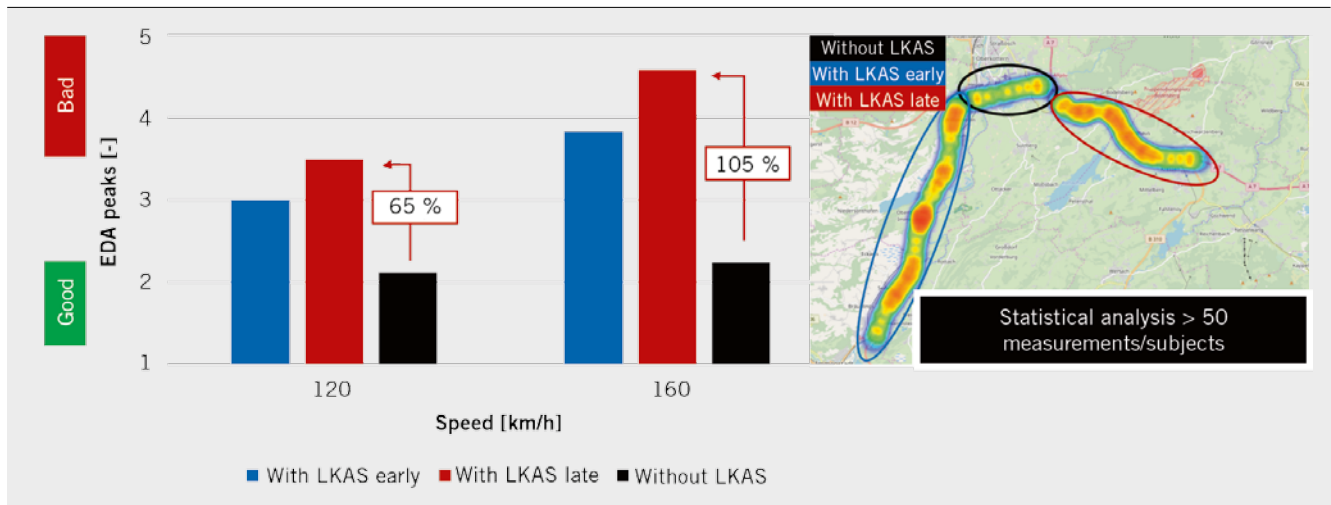 Bad
Good
EDA peaks [-]
5
4
3
2
1
65 %
105 %
120
160
Speed [km/h]
With LKAS early
With LKAS late
Without LKAS
Without LKAS
With LKAS early
With LKAS late
Statistical analysis > 50
measurements/subjects